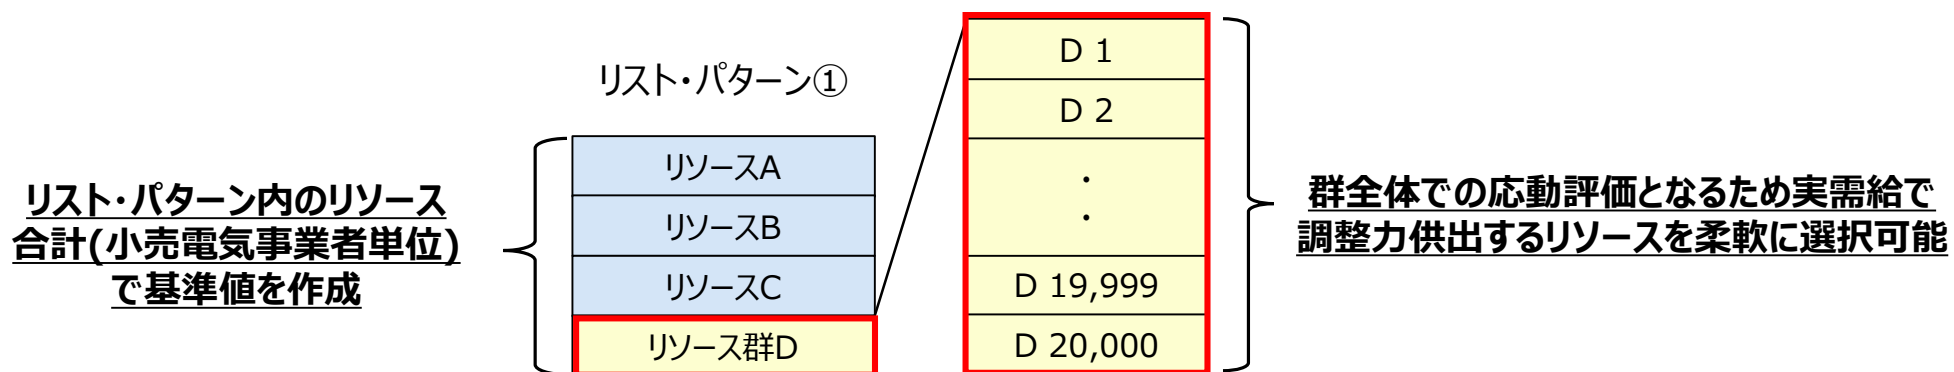 リスト・パターン①
リスト・パターン内のリソース
合計(小売電気事業者単位)
で基準値を作成
リソースA
リソースB
リソースC
リソース群D
D 1
D 2
・
・
D 19,999
D 20,000
群全体での応動評価となるため実需給で
調整力供出するリソースを柔軟に選択可能